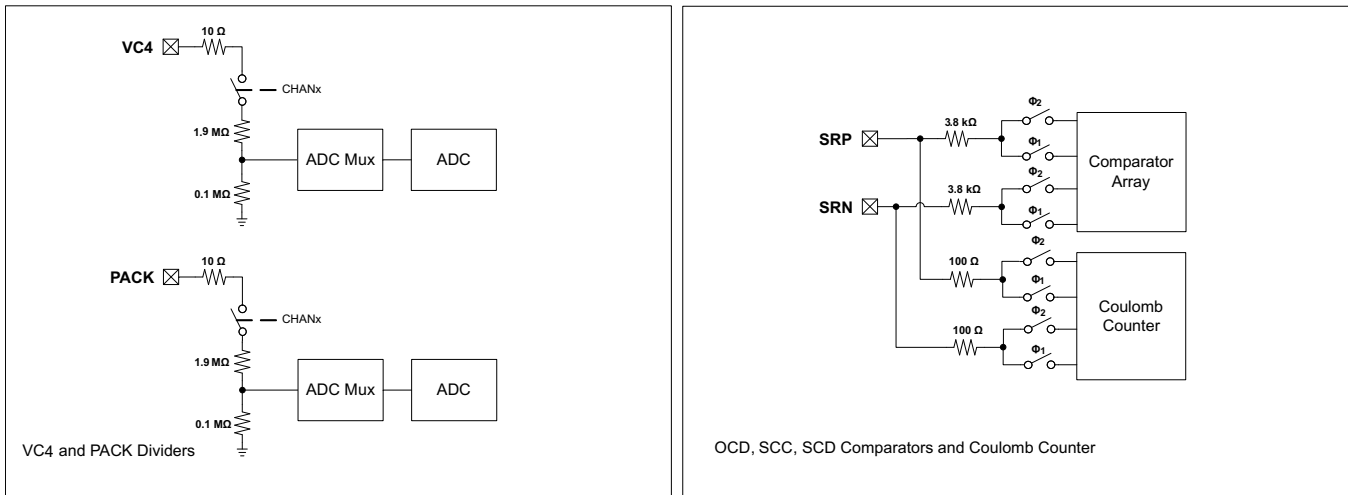 10 Ω
VC4
CHANx
1.9 MΩ
ADC Mux
ADC
0.1 MΩ
10 Ω
PACK
CHANx
1.9 MΩ
ADC Mux
ADC
0.1 MΩ
VC4 and PACK Dividers
Φ2
3.8 kΩ
SRP
Φ1
Comparator
Array
Φ2
3.8 kΩ
SRN
Φ1
Φ2
100 Ω
Φ1
Coulomb
Counter
Φ2
100 Ω
Φ1
OCD, SCC, SCD Comparators and Coulomb Counter